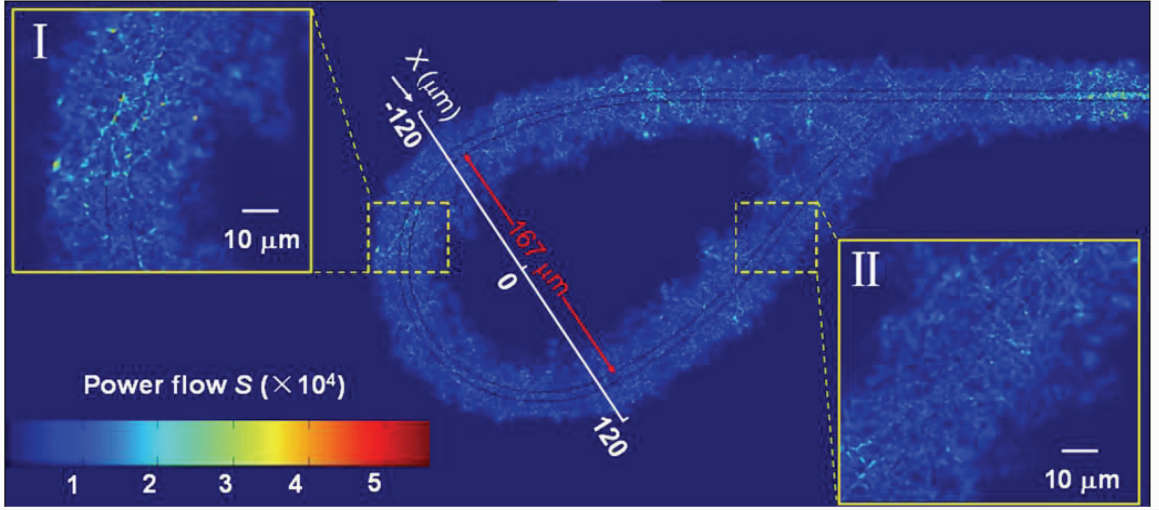 I
10 μm
X (μm)
-120
167 μm
0
120
II
10 μm
Power flow S (×10⁴)
1 2 3 4 5